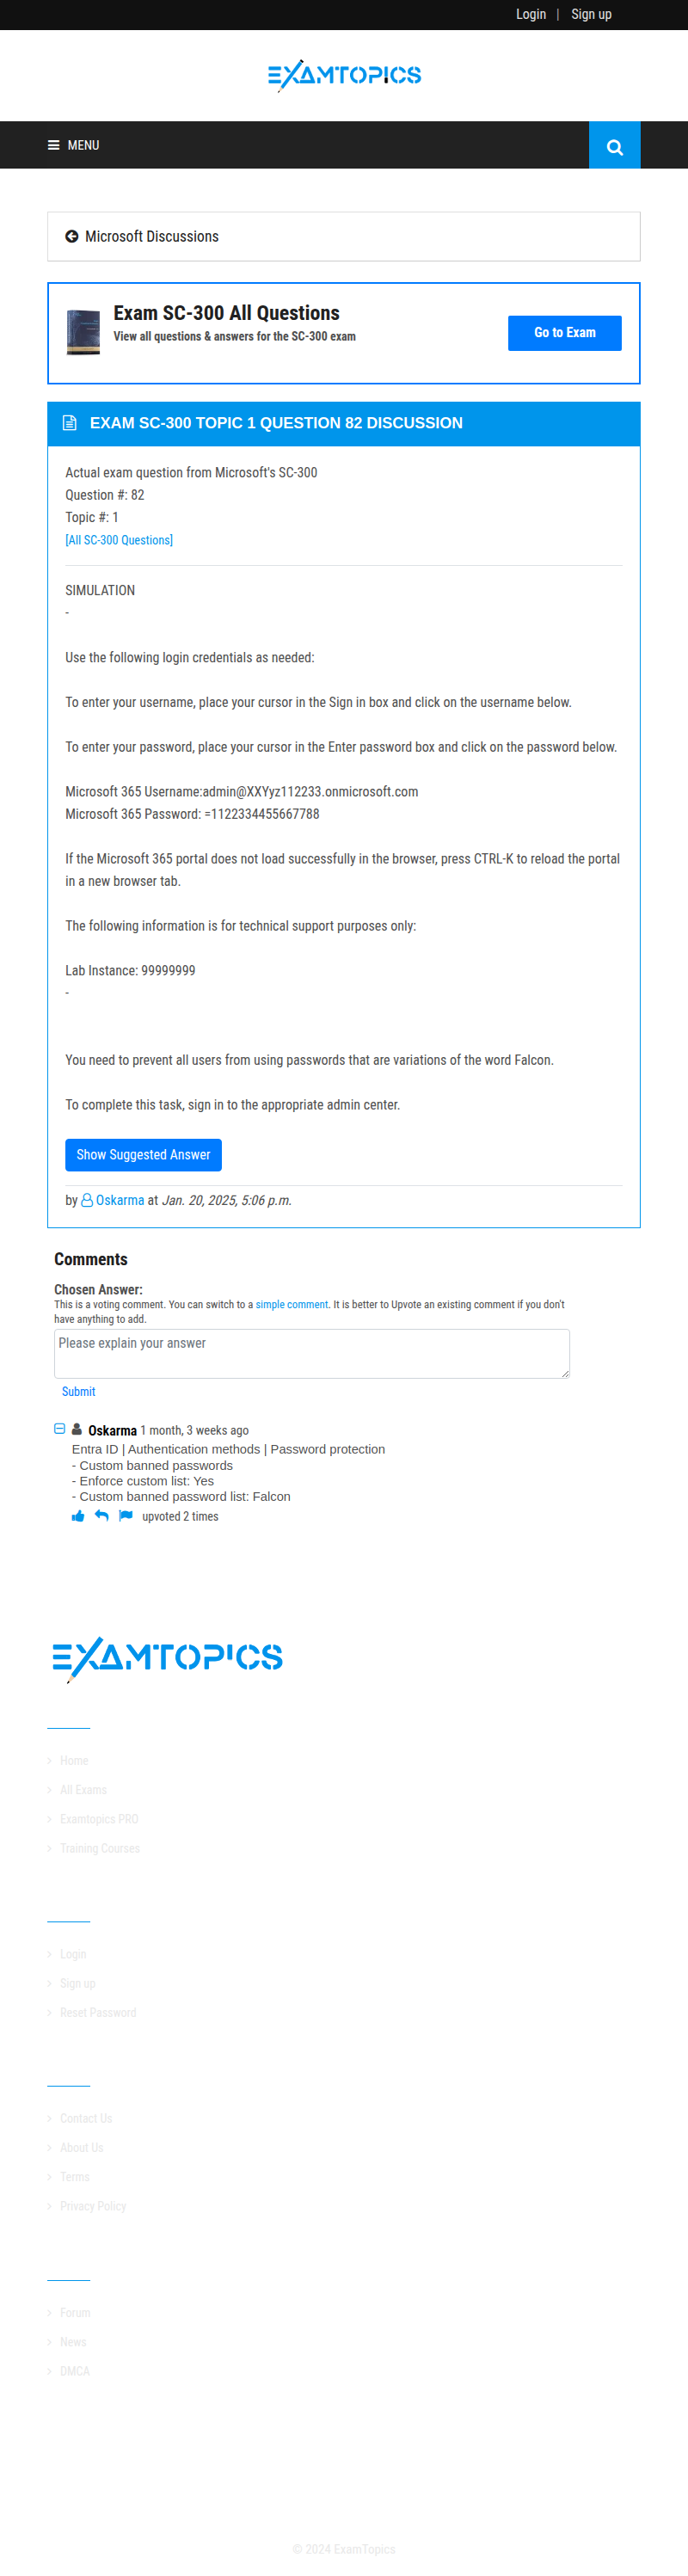 Login | Sign up
EXAMTOPICS
MENU
Microsoft Discussions
Exam SC-300 All Questions
View all questions & answers for the SC-300 exam
Go to Exam
EXAM SC-300 TOPIC 1 QUESTION 82 DISCUSSION
Actual exam question from Microsoft's SC-300
Question #: 82
Topic #: 1
[All SC-300 Questions]
SIMULATION
-
Use the following login credentials as needed:
To enter your username, place your cursor in the Sign in box and click on the username below.
To enter your password, place your cursor in the Enter password box and click on the password below.
Microsoft 365 Username:admin@XXYyz112233.onmicrosoft.com
Microsoft 365 Password: =1122334455667788
If the Microsoft 365 portal does not load successfully in the browser, press CTRL-K to reload the portal
in a new browser tab.
The following information is for technical support purposes only:
Lab Instance: 99999999
-
You need to prevent all users from using passwords that are variations of the word Falcon.
To complete this task, sign in to the appropriate admin center.
Show Suggested Answer
by Oskarma at Jan. 20, 2025, 5:06 p.m.
Comments
Chosen Answer:
This is a voting comment. You can switch to a simple comment. It is better to Upvote an existing comment if you don't
have anything to add.
Please explain your answer
Submit
Oskarma 1 month, 3 weeks ago
Entra ID | Authentication methods | Password protection
- Custom banned passwords
- Enforce custom list: Yes
- Custom banned password list: Falcon
upvoted 2 times
EXAMTOPICS
Home
All Exams
Examtopics PRO
Training Courses
Login
Sign up
Reset Password
Contact Us
About Us
Terms
Privacy Policy
Forum
News
DMCA
© 2024 ExamTopics